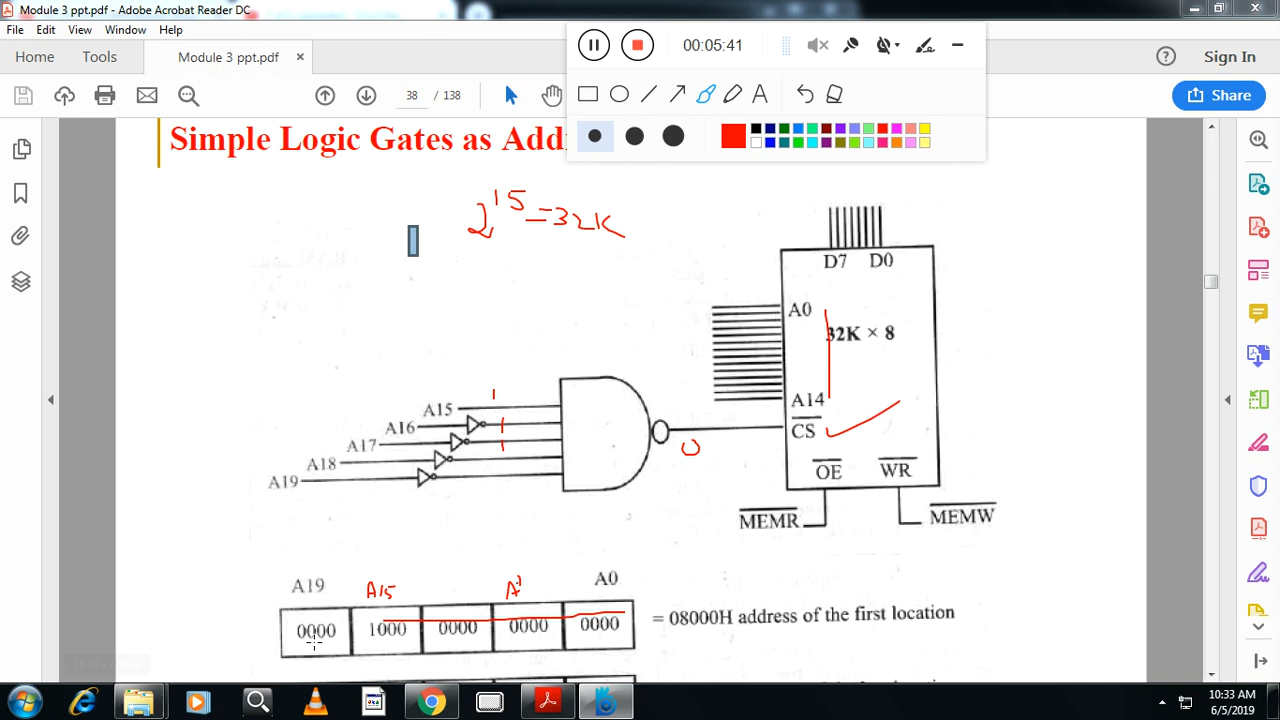 Module 3 ppt.pdf - Adobe Acrobat Reader DC
File Edit View Window Help
00:05:41
Home Tools Module 3 ppt.pdf ×
Sign In
38 / 138
A
Share
Simple Logic Gates as Add
2^15 = 32K
D7 D0
A0
32K × 8
A14
CS
OE WR
MEMR MEMW
1
A15
A16 1
A17 1
A18
A19
0
A19 A15 A0
0000 1000 0000 0000 0000 = 08000H address of the first location
10:33 AM
6/5/2019